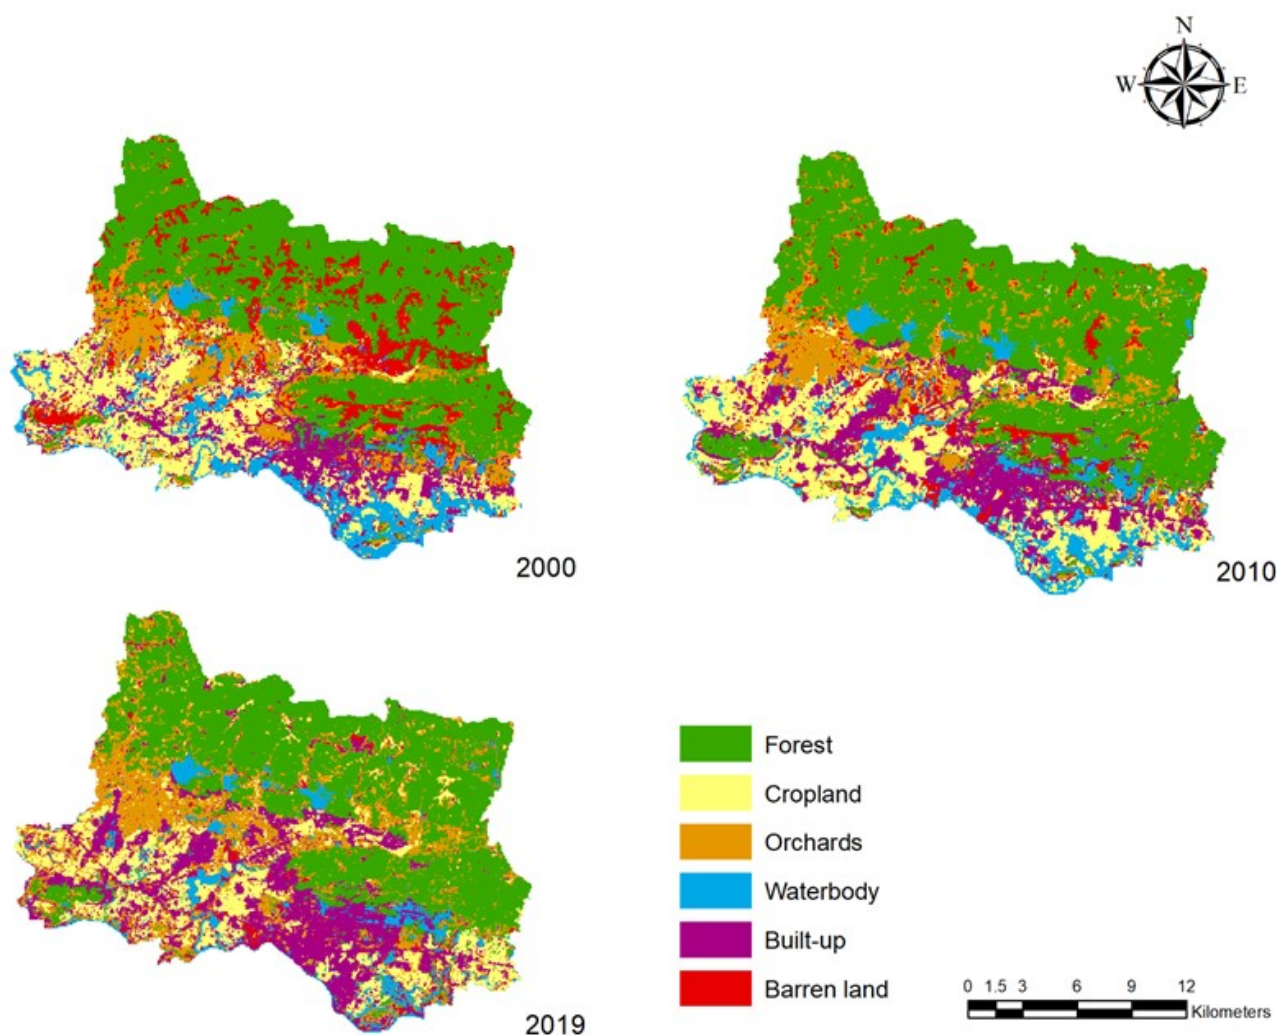 N
W E
S
2000
2010
2019
Forest
Cropland
Orchards
Waterbody
Built-up
Barren land
0 1.5 3 6 9 12
Kilometers